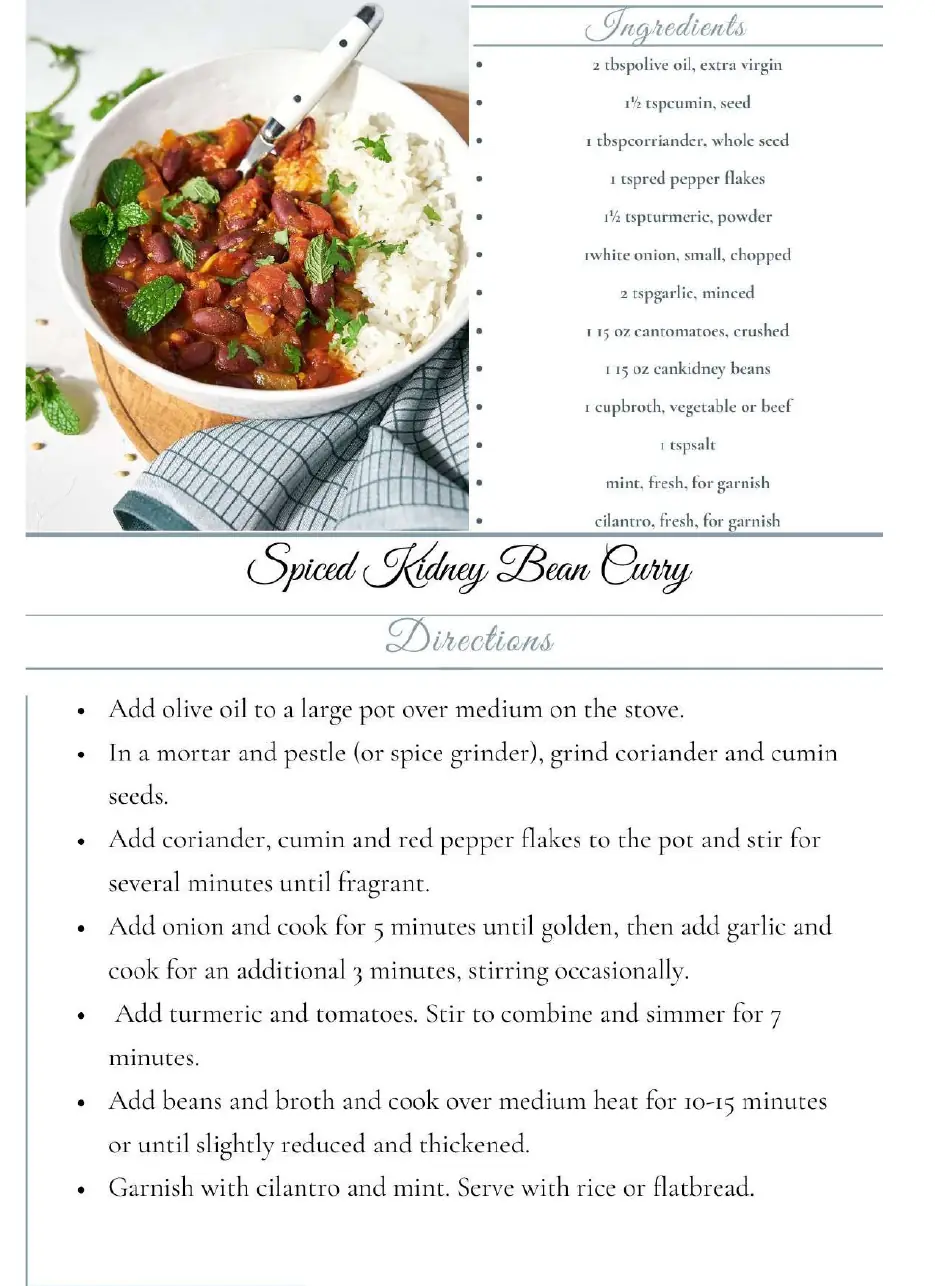 Ingredients
• 2 tbspolive oil, extra virgin
• 1½ tspcumin, seed
• 1 tbspcorriander, whole seed
• 1 tspred pepper flakes
• 1½ tspturmeric, powder
• 1white onion, small, chopped
• 2 tspgarlic, minced
• 1 15 oz cantomatoes, crushed
• 1 15 oz cankidney beans
• 1 cupbroth, vegetable or beef
• 1 tspsalt
• mint, fresh, for garnish
• cilantro, fresh, for garnish
Spiced Kidney Bean Curry
Directions
• Add olive oil to a large pot over medium on the stove.
• In a mortar and pestle (or spice grinder), grind coriander and cumin
seeds.
• Add coriander, cumin and red pepper flakes to the pot and stir for
several minutes until fragrant.
• Add onion and cook for 5 minutes until golden, then add garlic and
cook for an additional 3 minutes, stirring occasionally.
• Add turmeric and tomatoes. Stir to combine and simmer for 7
minutes.
• Add beans and broth and cook over medium heat for 10-15 minutes
or until slightly reduced and thickened.
• Garnish with cilantro and mint. Serve with rice or flatbread.